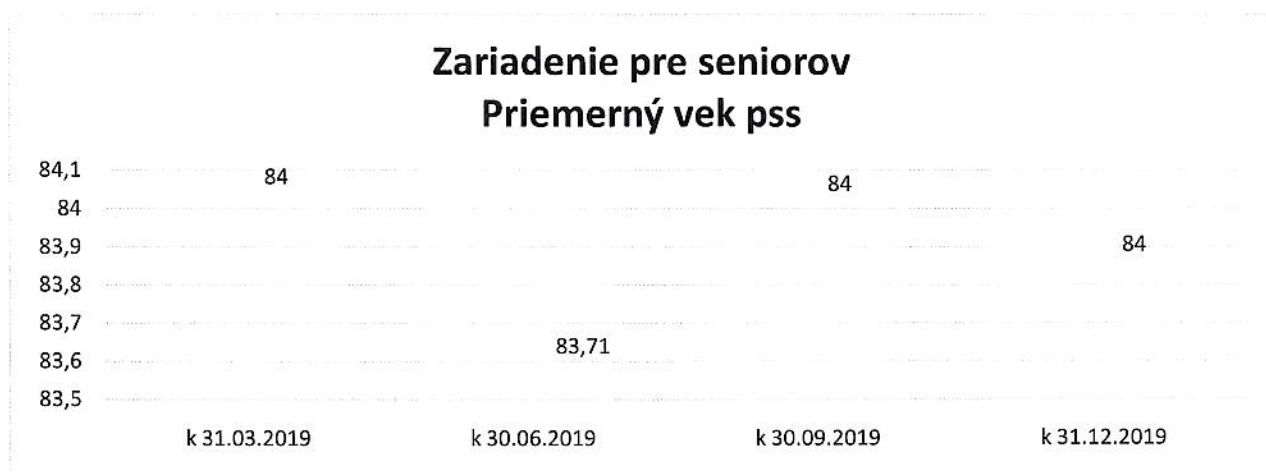 Zariadenie pre seniorov
Priemerný vek pss
84,1
84
83,9
83,8
83,7
83,6
83,5
84
83,71
84
84
k 31.03.2019
k 30.06.2019
k 30.09.2019
k 31.12.2019